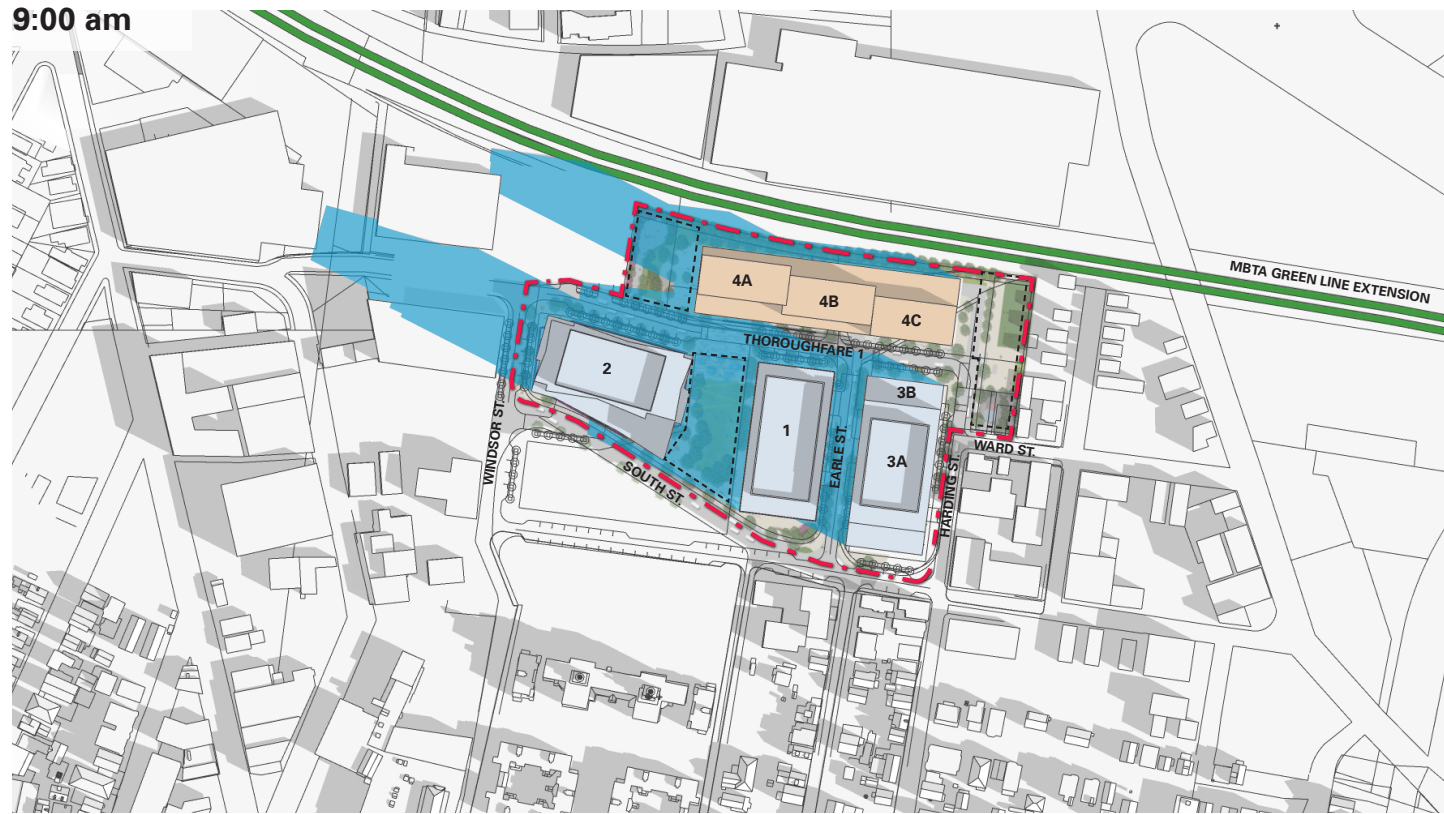 9:00 am
MBTA GREEN LINE EXTENSION
4A
4B
4C
THOROUGHFARE 1
2
3B
1
3A
WINDSOR ST.
SOUTH ST.
EARLE ST.
HARDING ST.
WARD ST.